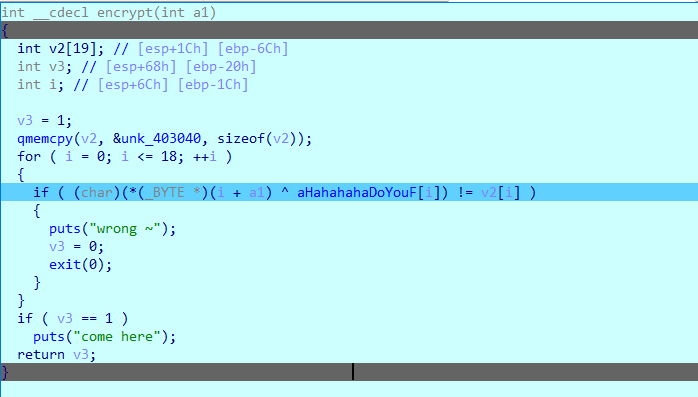 int __cdecl encrypt(int a1)
{
  int v2[19]; // [esp+1Ch] [ebp-6Ch]
  int v3; // [esp+68h] [ebp-20h]
  int i; // [esp+6Ch] [ebp-1Ch]

  v3 = 1;
  qmemcpy(v2, &unk_403040, sizeof(v2));
  for ( i = 0; i <= 18; ++i )
  {
    if ( (char)(*(_BYTE *)(i + a1) ^ aHahahahaDoYouF[i]) != v2[i] )
    {
      puts("wrong ~");
      v3 = 0;
      exit(0);
    }
  }
  if ( v3 == 1 )
    puts("come here");
  return v3;
}